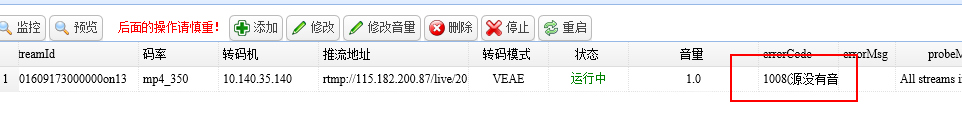 监控 预览 后面的操作请慎重! 添加 修改 修改音量 删除 停止 重启
treamId 码率 转码机 推流地址 转码模式 状态 音量 errorCode errorMsg probeM
1 01609173000000on13 mp4_350 10.140.35.140 rtmp://115.182.200.87/live/20 VEAE 运行中 1.0 1008(源没有音 All streams i